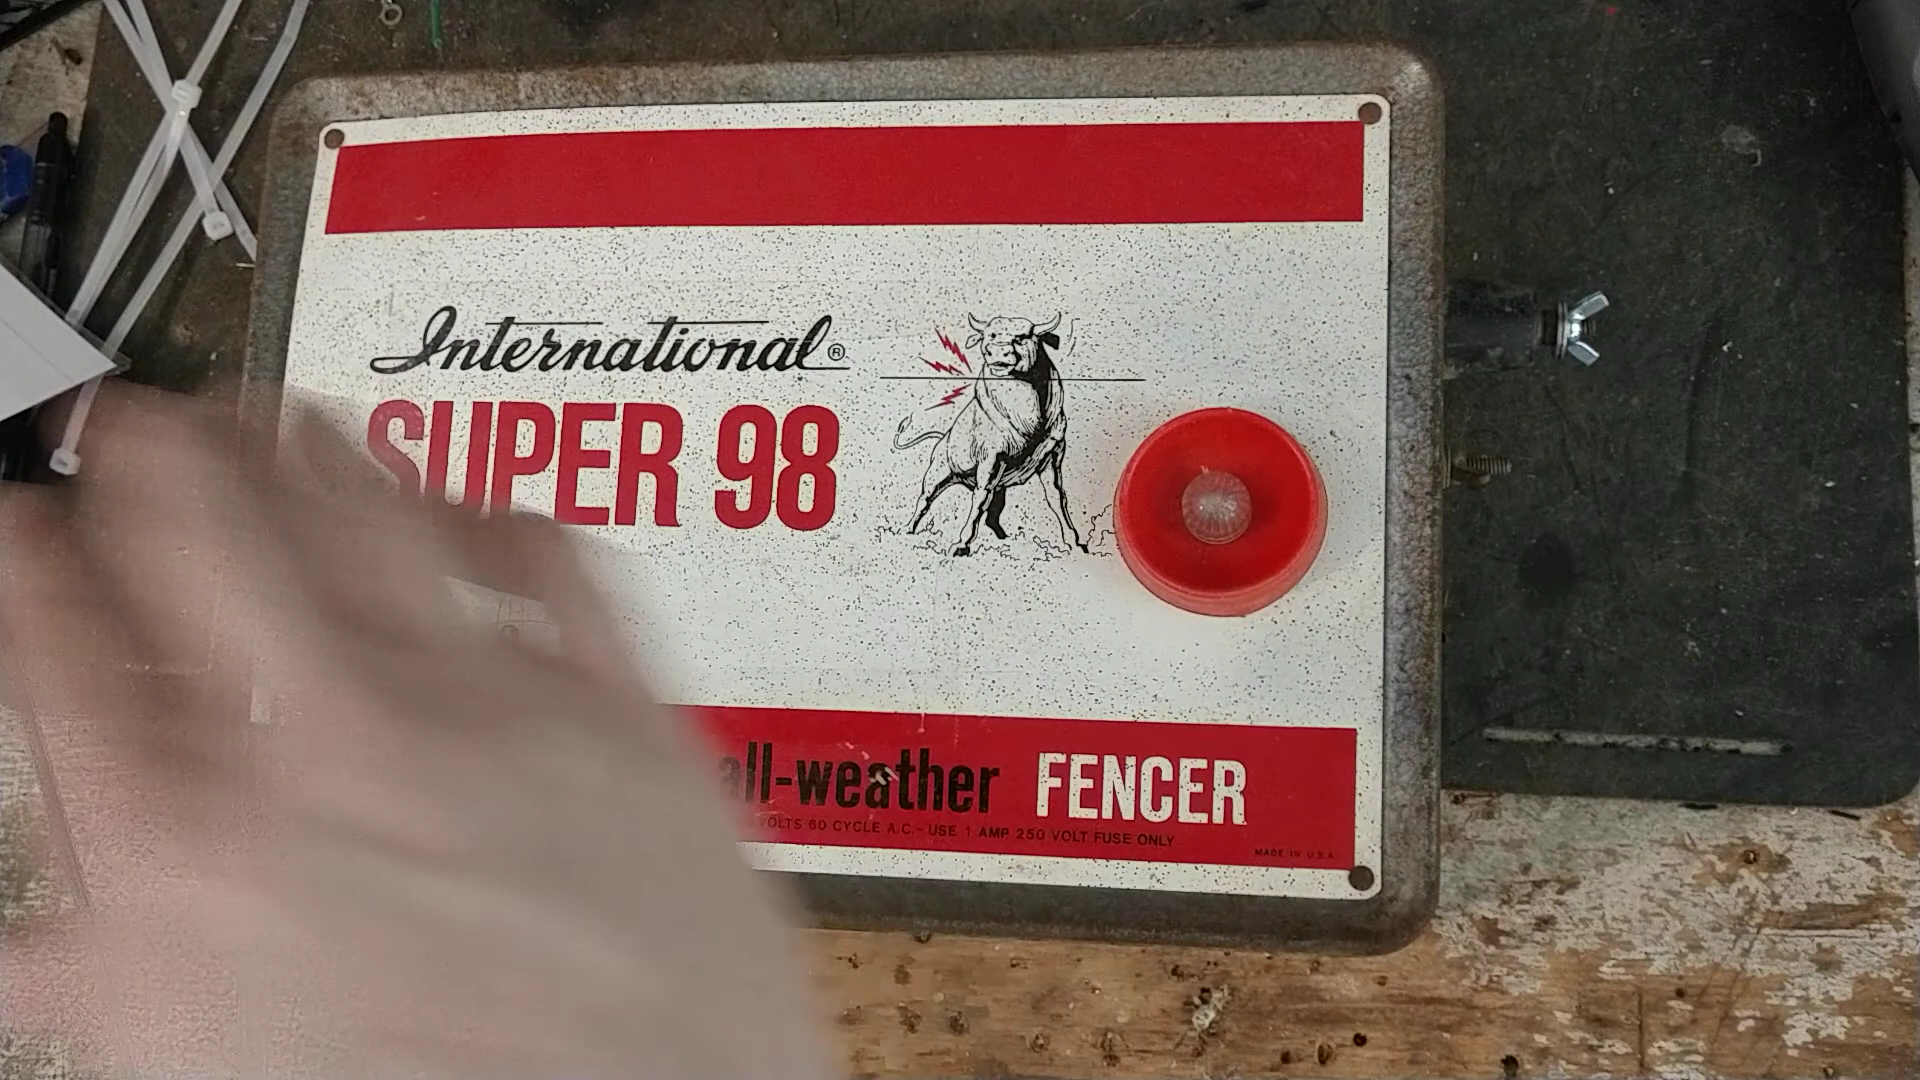 International®
SUPER 98
all-weather FENCER
VOLTS 60 CYCLE A.C.- USE 1 AMP 250 VOLT FUSE ONLY
MADE IN U.S.A.